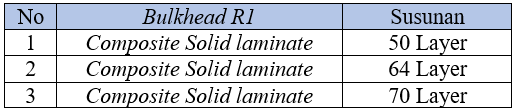 No Bulkhead R1 Susunan
1 Composite Solid laminate 50 Layer
2 Composite Solid laminate 64 Layer
3 Composite Solid laminate 70 Layer